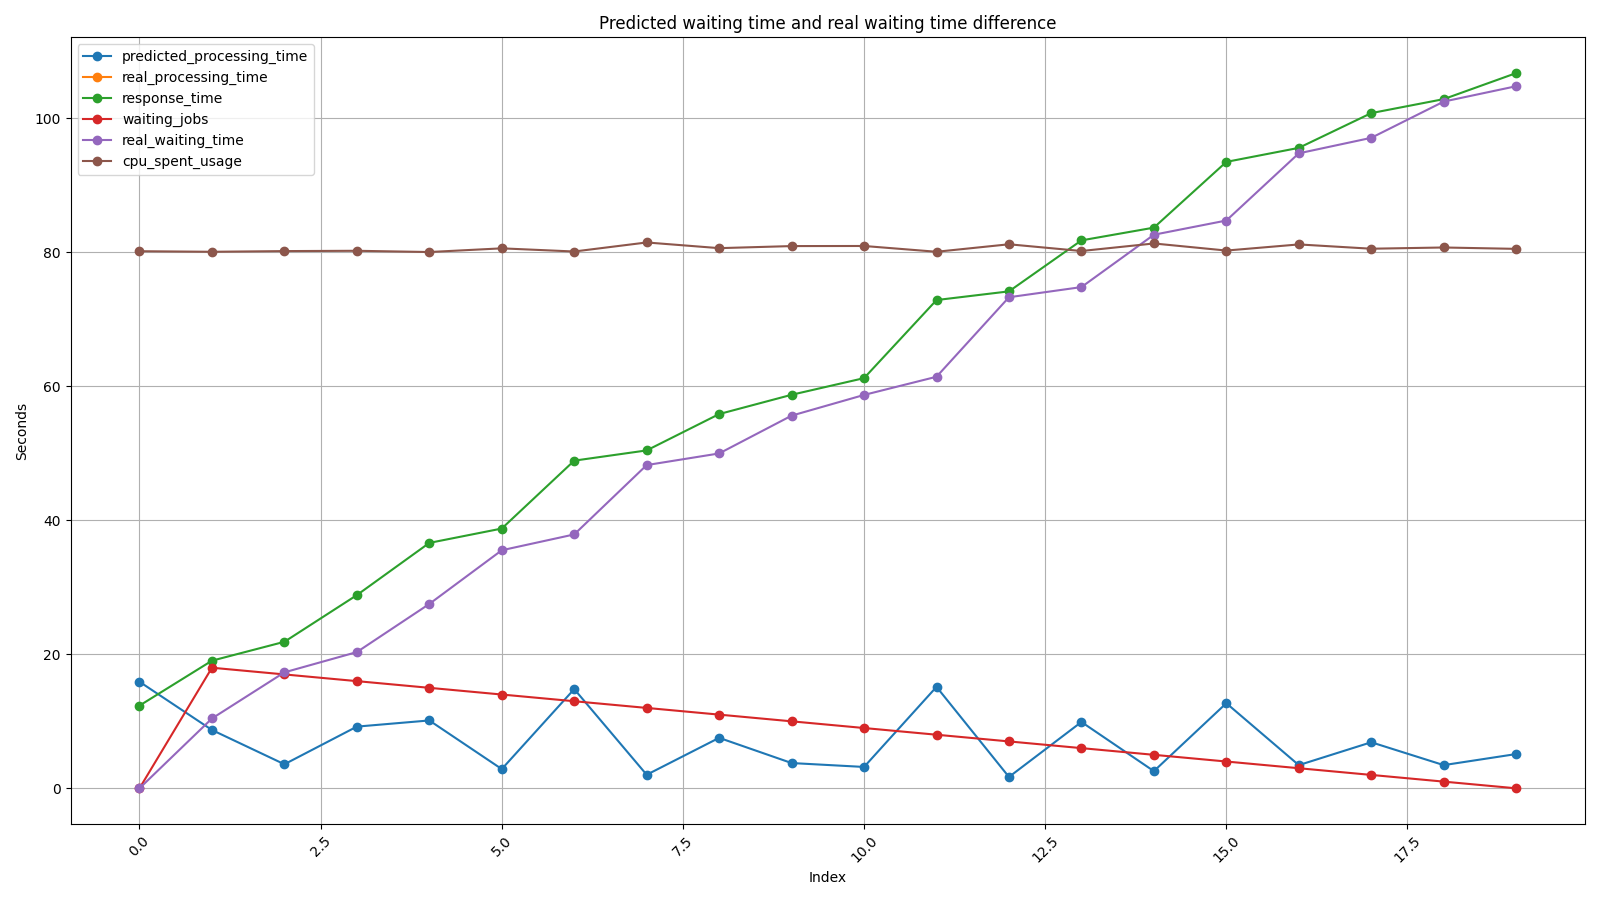 Predicted waiting time and real waiting time difference
predicted_processing_time
real_processing_time
response_time
waiting_jobs
real_waiting_time
cpu_spent_usage
100
80
60
40
20
0
Seconds
0.0
2.5
5.0
7.5
10.0
12.5
15.0
17.5
Index